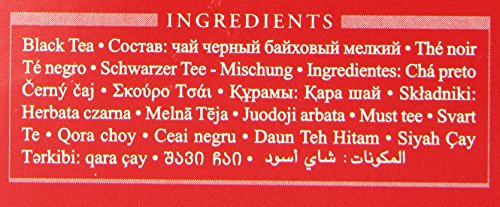 INGREDIENTS
Black Tea • Состав: чай черный байховый мелкий • Thé noir
Té negro • Schwarzer Tee - Mischung • Ingredientes: Chá preto
Černý čaj • Σκούρο Τσάι • Құрамы: Қара шай • Składniki:
Herbata czarna • Melnā Tēja • Juodoji arbata • Must tee • Svart
Te • Qora choy • Ceai negru • Daun Teh Hitam • Siyah Çay
Tərkibi: qara çay • შავი ჩაი • المكونات: شاي أسود